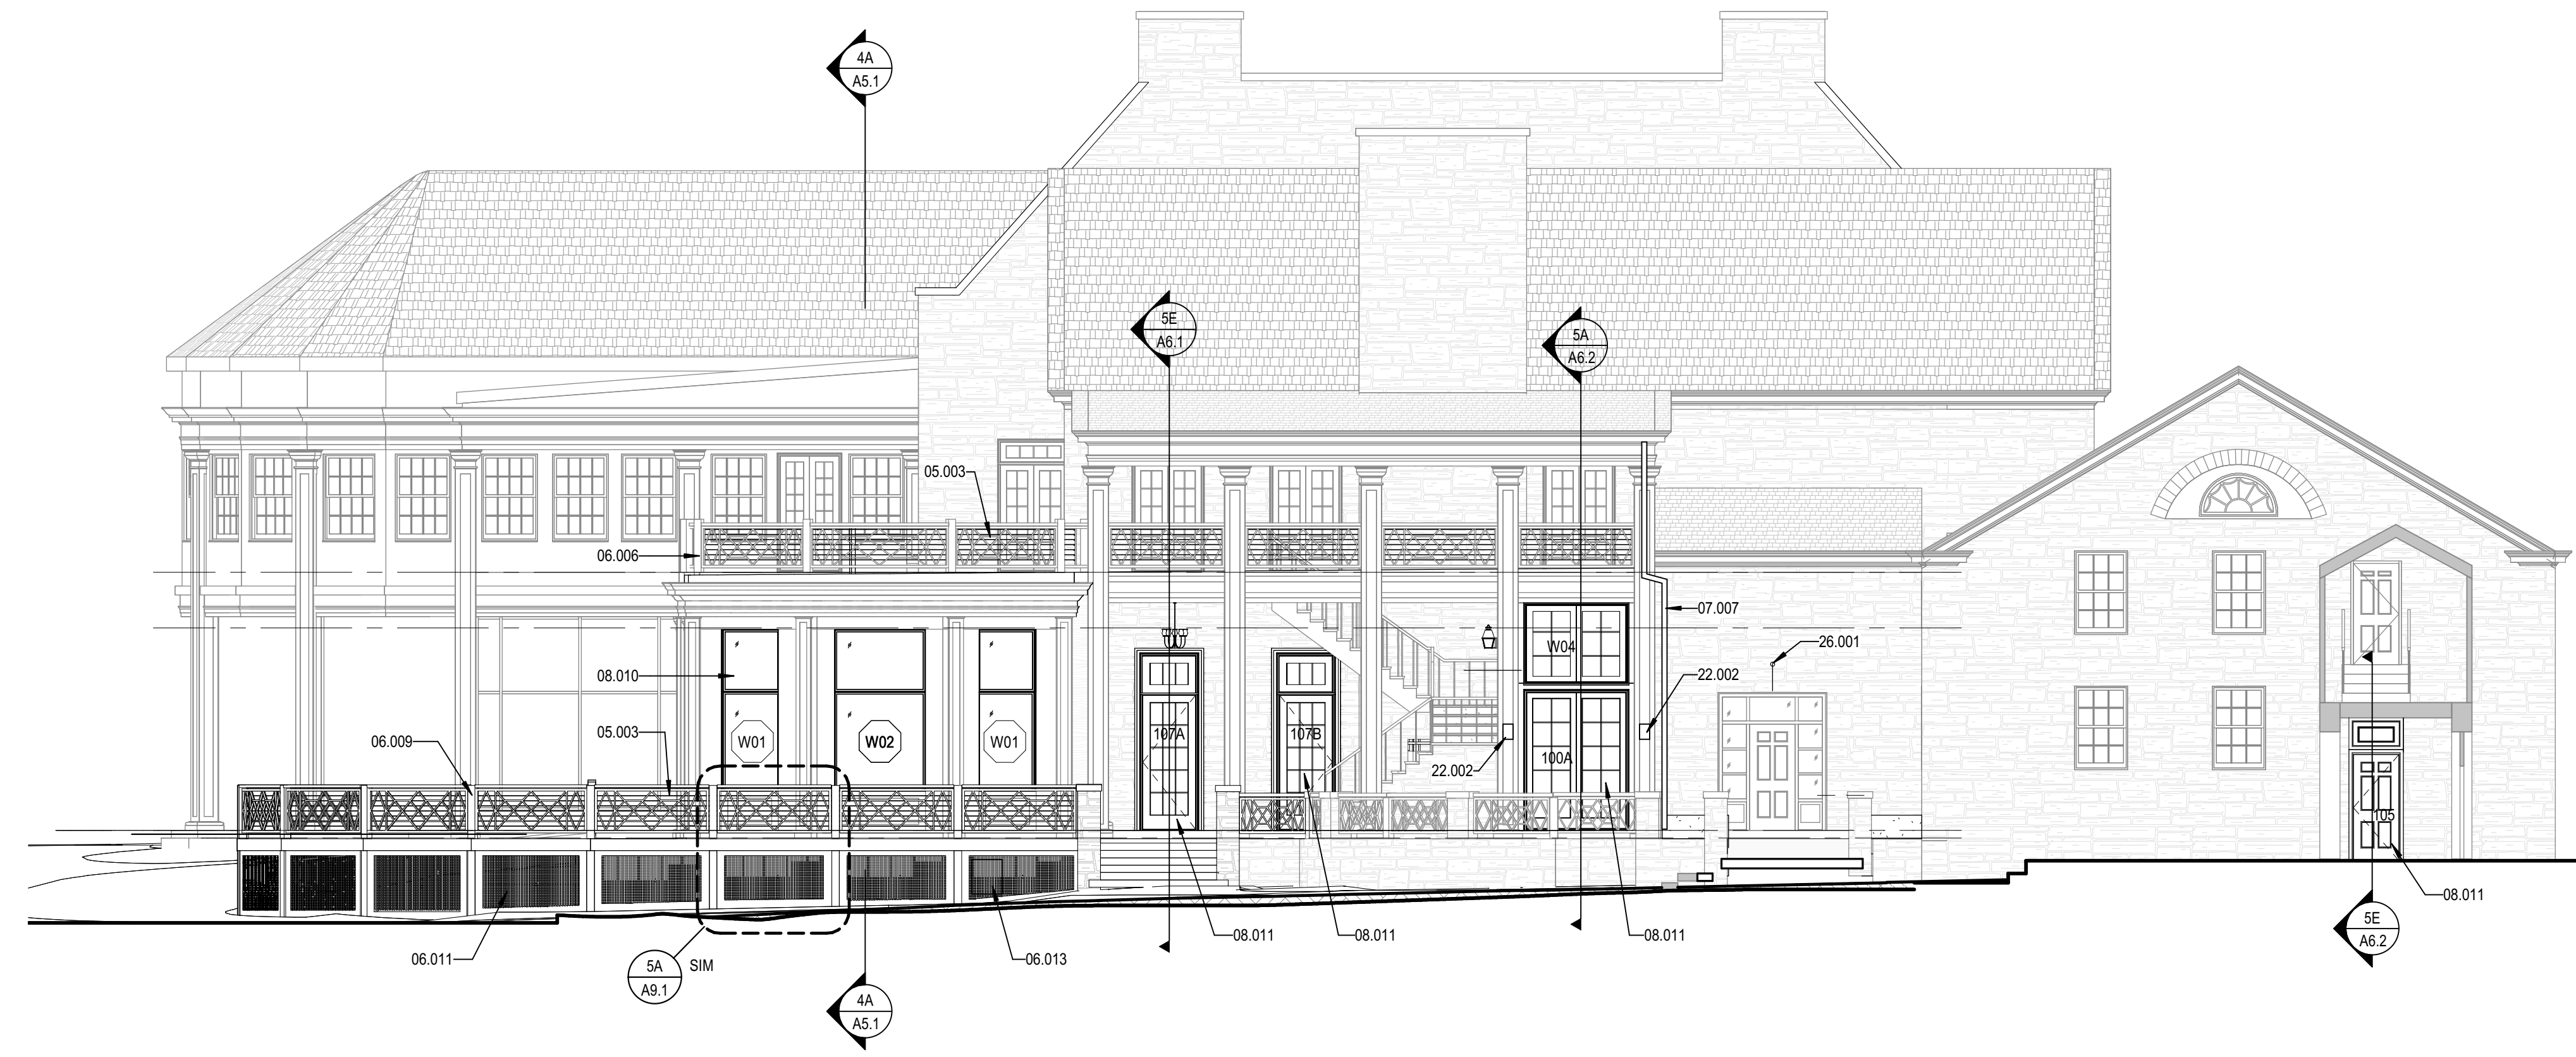 4A
A5.1
5E
A6.1
5A
A6.2
05.003
06.006
07.007
W04
26.001
08.010
22.002
05.003
06.009
W01
W02
W01
107A
107B
100A
22.002
105
08.011
5E
A6.2
08.011
08.011
08.011
06.011
5A
A9.1
SIM
06.013
4A
A5.1